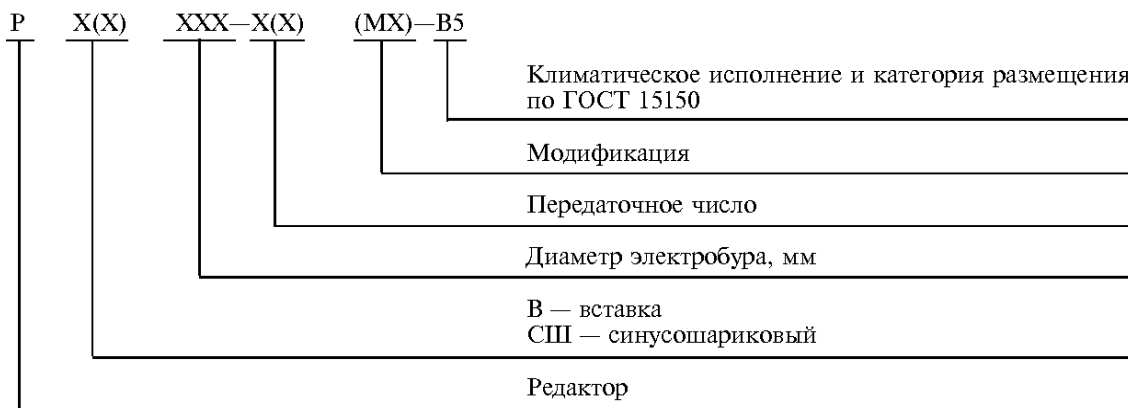 Р Х(Х) ХХХ—Х(Х) (МХ)—В5
Климатическое исполнение и категория размещения
по ГОСТ 15150
Модификация
Передаточное число
Диаметр электробура, мм
В — вставка
СШ — синусошариковый
Редактор